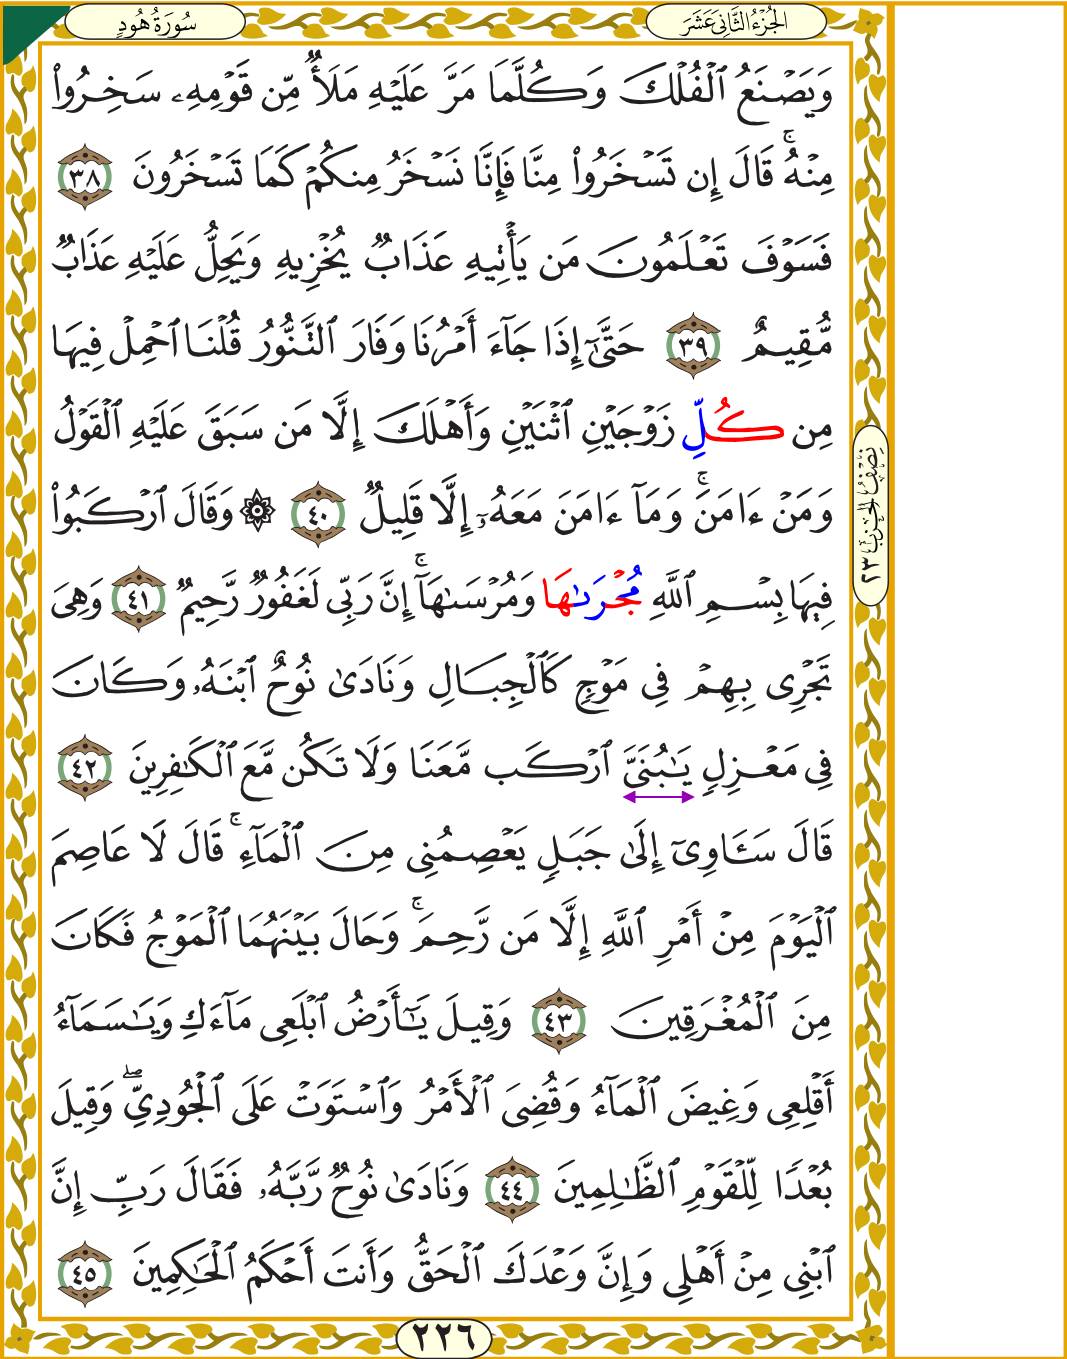 سُورَةُ هُودٍ
الجُزْءُ الثَّانِي عَشَرَ
وَيَصْنَعُ ٱلْفُلْكَ وَكُلَّمَا مَرَّ عَلَيْهِ مَلَأٌ مِّن قَوْمِهِۦ سَخِرُوا۟
مِنْهُ ۚ قَالَ إِن تَسْخَرُوا۟ مِنَّا فَإِنَّا نَسْخَرُ مِنكُمْ كَمَا تَسْخَرُونَ ٣٨
فَسَوْفَ تَعْلَمُونَ مَن يَأْتِيهِ عَذَابٌ يُخْزِيهِ وَيَحِلُّ عَلَيْهِ عَذَابٌ
مُّقِيمٌ ٣٩ حَتَّىٰٓ إِذَا جَآءَ أَمْرُنَا وَفَارَ ٱلتَّنُّورُ قُلْنَا ٱحْمِلْ فِيهَا
مِن كُلِّ زَوْجَيْنِ ٱثْنَيْنِ وَأَهْلَكَ إِلَّا مَن سَبَقَ عَلَيْهِ ٱلْقَوْلُ
وَمَنْ ءَامَنَ ۚ وَمَآ ءَامَنَ مَعَهُۥٓ إِلَّا قَلِيلٌ ٤٠ ۞ وَقَالَ ٱرْكَبُوا۟
فِيهَا بِسْمِ ٱللَّهِ مُجْر۪ىٰهَا وَمُرْسَىٰهَآ ۚ إِنَّ رَبِّى لَغَفُورٌ رَّحِيمٌ ٤١ وَهِىَ
تَجْرِى بِهِمْ فِى مَوْجٍ كَٱلْجِبَالِ وَنَادَىٰ نُوحٌ ٱبْنَهُۥ وَكَانَ
فِى مَعْزِلٍ يَـٰبُنَىَّ ٱرْكَب مَّعَنَا وَلَا تَكُن مَّعَ ٱلْكَـٰفِرِينَ ٤٢
قَالَ سَـَٔاوِىٓ إِلَىٰ جَبَلٍ يَعْصِمُنِى مِنَ ٱلْمَآءِ ۚ قَالَ لَا عَاصِمَ
ٱلْيَوْمَ مِنْ أَمْرِ ٱللَّهِ إِلَّا مَن رَّحِمَ ۚ وَحَالَ بَيْنَهُمَا ٱلْمَوْجُ فَكَانَ
مِنَ ٱلْمُغْرَقِينَ ٤٣ وَقِيلَ يَـٰٓأَرْضُ ٱبْلَعِى مَآءَكِ وَيَـٰسَمَآءُ
أَقْلِعِى وَغِيضَ ٱلْمَآءُ وَقُضِىَ ٱلْأَمْرُ وَٱسْتَوَتْ عَلَى ٱلْجُودِىِّ ۖ وَقِيلَ
بُعْدًا لِّلْقَوْمِ ٱلظَّـٰلِمِينَ ٤٤ وَنَادَىٰ نُوحٌ رَّبَّهُۥ فَقَالَ رَبِّ إِنَّ
ٱبْنِى مِنْ أَهْلِى وَإِنَّ وَعْدَكَ ٱلْحَقُّ وَأَنتَ أَحْكَمُ ٱلْحَـٰكِمِينَ ٤٥
نِصْفُ الحِزْبِ ٢٣
٢٢٦